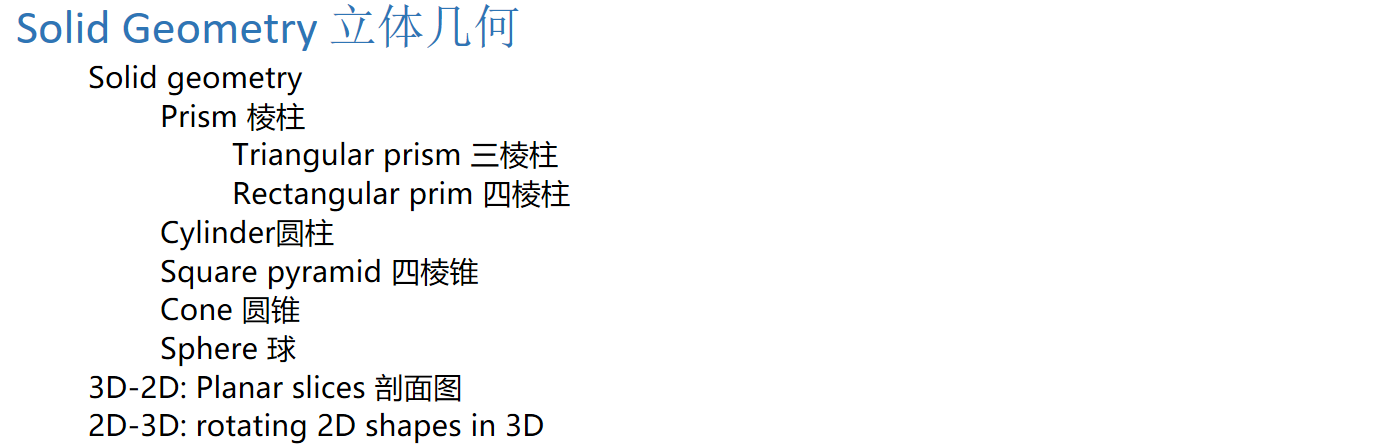 Solid Geometry 立体几何
Solid geometry
Prism 棱柱
Triangular prism 三棱柱
Rectangular prim 四棱柱
Cylinder圆柱
Square pyramid 四棱锥
Cone 圆锥
Sphere 球
3D-2D: Planar slices 剖面图
2D-3D: rotating 2D shapes in 3D